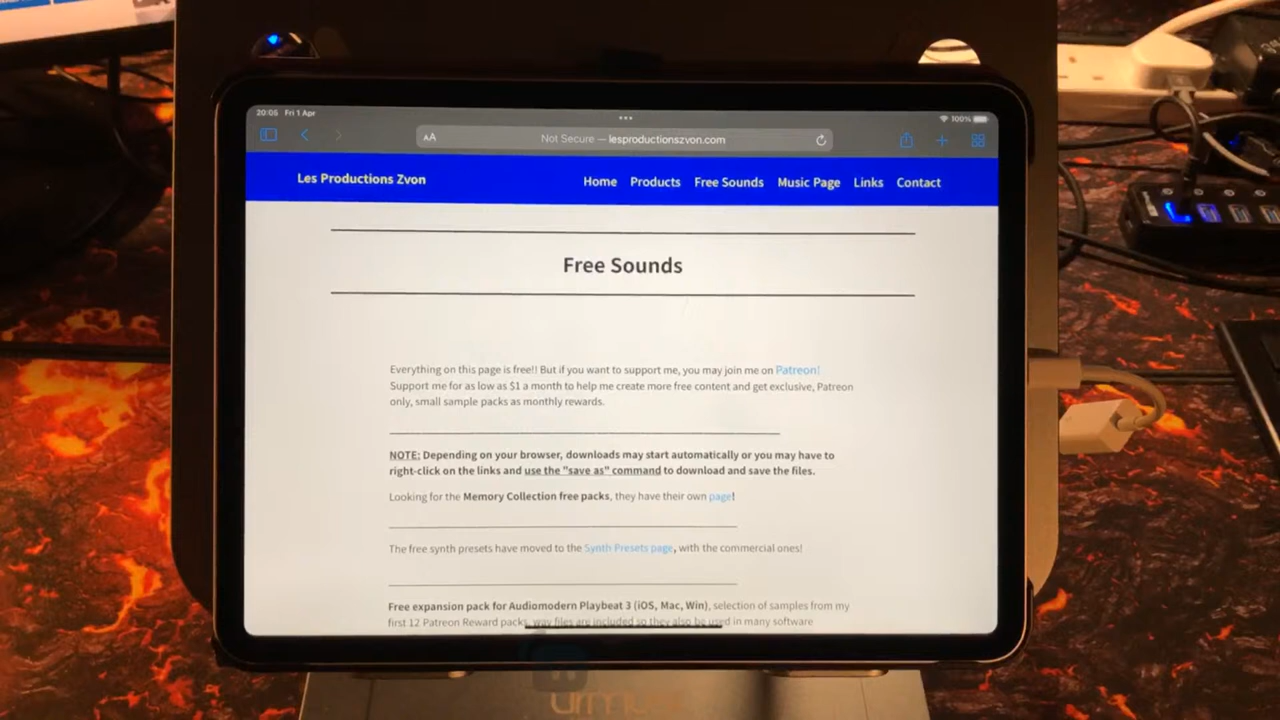 20:05 Fri 1 Apr
100%
AA
Not Secure — lesproductionszvon.com
Les Productions Zvon
Home Products Free Sounds Music Page Links Contact
Free Sounds
Everything on this page is free!! But if you want to support me, you may join me on Patreon!
Support me for as low as $1 a month to help me create more free content and get exclusive, Patreon
only, small sample packs as monthly rewards.
NOTE: Depending on your browser, downloads may start automatically or you may have to
right-click on the links and use the "save as" command to download and save the files.
Looking for the Memory Collection free packs, they have their own page!
The free synth presets have moved to the Synth Presets page, with the commercial ones!
Free expansion pack for Audiomodern Playbeat 3 (iOS, Mac, Win), selection of samples from my
first 12 Patreon Reward packs, wav files are included so they also be used in many software